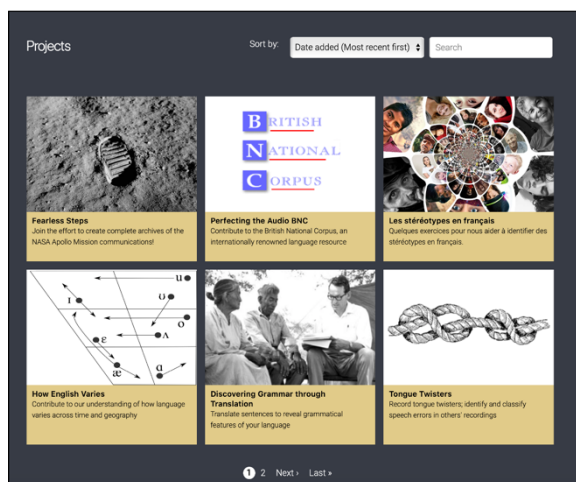 Projects
Sort by: Date added (Most recent first) Search
BRITISH
NATIONAL
CORPUS
Fearless Steps
Join the effort to create complete archives of the
NASA Apollo Mission communications!
Perfecting the Audio BNC
Contribute to the British National Corpus, an
internationally renowned language resource
Les stéréotypes en français
Quelques exercices pour nous aider à identifier des
stéréotypes en français.
u
ɪ ʊ
o
ɛ ʌ
æ ɑ
How English Varies
Contribute to our understanding of how language
varies across time and geography
Discovering Grammar through
Translation
Translate sentences to reveal grammatical
features of your language
Tongue Twisters
Record tongue twisters; identify and classify
speech errors in others' recordings
1 2 Next › Last »